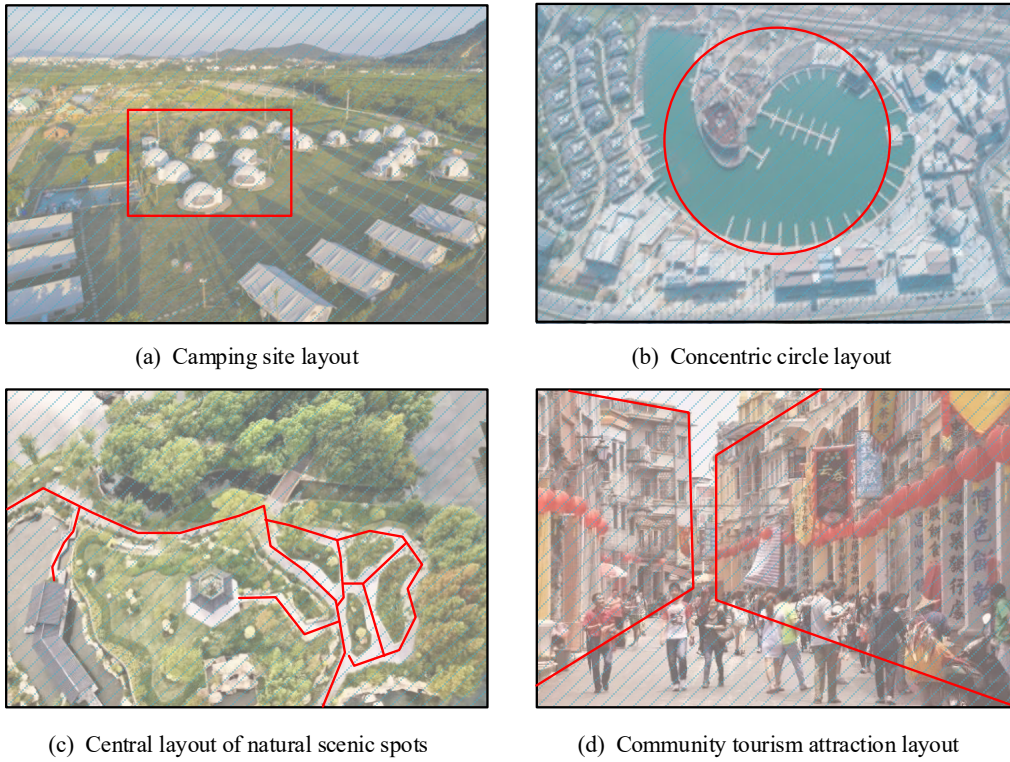 (a) Camping site layout
(b) Concentric circle layout
(c) Central layout of natural scenic spots
(d) Community tourism attraction layout